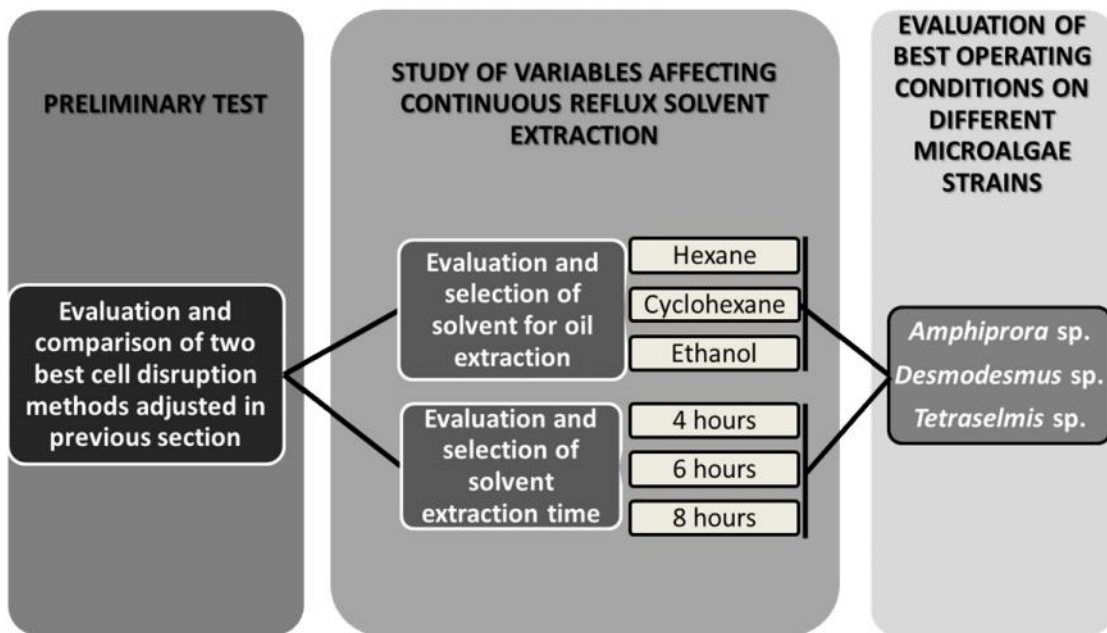 PRELIMINARY TEST
Evaluation and
comparison of two
best cell disruption
methods adjusted in
previous section
STUDY OF VARIABLES AFFECTING
CONTINUOUS REFLUX SOLVENT
EXTRACTION
Evaluation and
selection of
solvent for oil
extraction
Hexane
Cyclohexane
Ethanol
Evaluation and
selection of
solvent
extraction time
4 hours
6 hours
8 hours
EVALUATION OF
BEST OPERATING
CONDITIONS ON
DIFFERENT
MICROALGAE
STRAINS
Amphiprora sp.
Desmodesmus sp.
Tetraselmis sp.